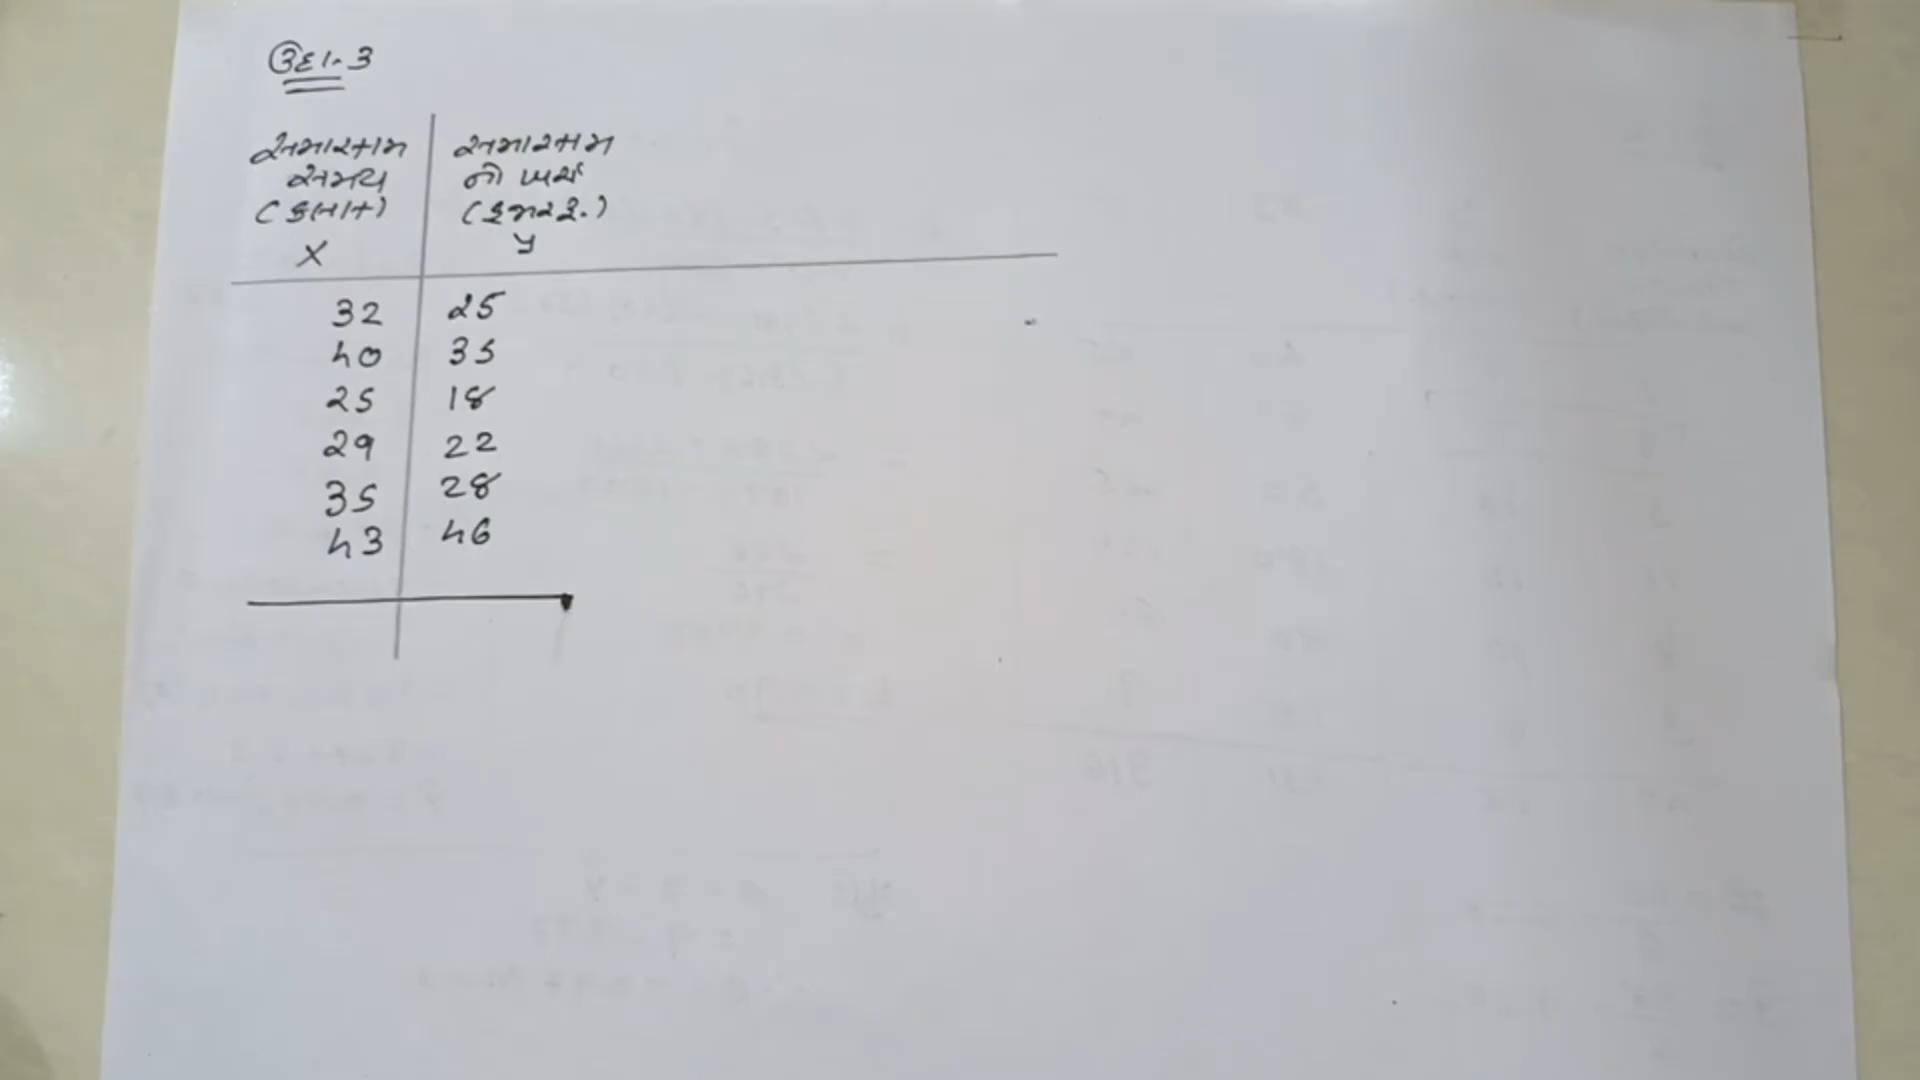 ઉદા. 3
સમારકામ સમારકામ
સમય નો ખર્ચ
(કલાક) (હજાર રૂ.)
x y
32 25
40 35
25 18
29 22
35 28
43 46